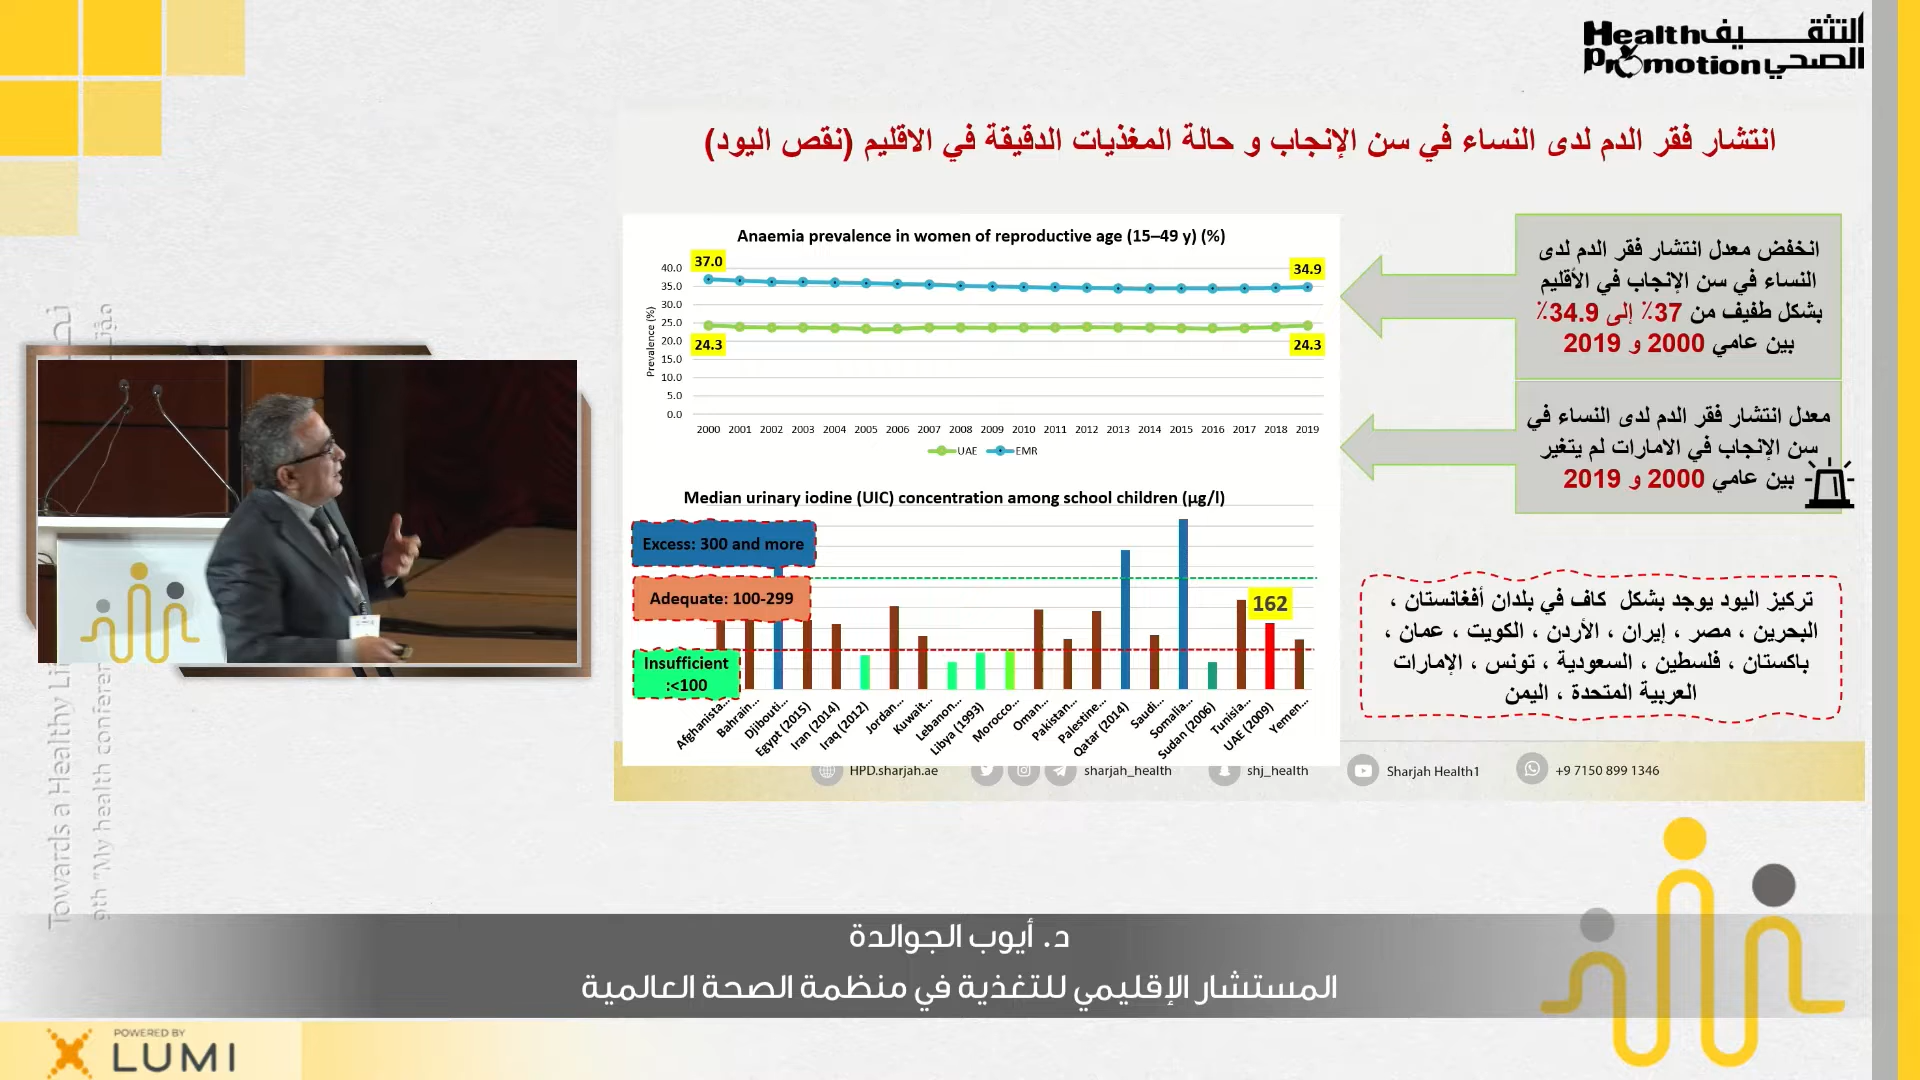 Health التثقيف
Promotion الصحي
انتشار فقر الدم لدى النساء في سن الإنجاب و حالة المغذيات الدقيقة في الاقليم (نقص اليود)
Anaemia prevalence in women of reproductive age (15–49 y) (%)
Prevalence (%)
40.0
35.0
30.0
25.0
20.0
15.0
10.0
5.0
0.0
37.0
34.9
24.3
24.3
2000 2001 2002 2003 2004 2005 2006 2007 2008 2009 2010 2011 2012 2013 2014 2015 2016 2017 2018 2019
UAE EMR
انخفض معدل انتشار فقر الدم لدى
النساء في سن الإنجاب في الأقليم
بشكل طفيف من 37٪ إلى 34.9٪
بين عامي 2000 و 2019
معدل انتشار فقر الدم لدى النساء في
سن الإنجاب في الامارات لم يتغير
بين عامي 2000 و 2019
Median urinary iodine (UIC) concentration among school children (µg/l)
Excess: 300 and more
Adequate: 100-299
Insufficient
:<100
162
Afghanista...
Bahrain...
Djibouti...
Egypt (2015)
Iran (2014)
Iraq (2012)
Jordan...
Kuwait...
Lebanon...
Libya (1993)
Morocco...
Oman...
Pakistan...
Palestine...
Qatar (2014)
Saudi...
Somalia...
Sudan (2006)
Tunisia...
UAE (2009)
Yemen...
تركيز اليود يوجد بشكل كاف في بلدان أفغانستان ،
البحرين ، مصر ، إيران ، الأردن ، الكويت ، عمان ،
باكستان ، فلسطين ، السعودية ، تونس ، الإمارات
العربية المتحدة ، اليمن
HPD.sharjah.ae sharjah_health shj_health Sharjah Health1 +9 7150 899 1346
Towards a Healthy
9th "My health
د. أيوب الجوالدة
المستشار الإقليمي للتغذية في منظمة الصحة العالمية
POWERED BY
LUMI